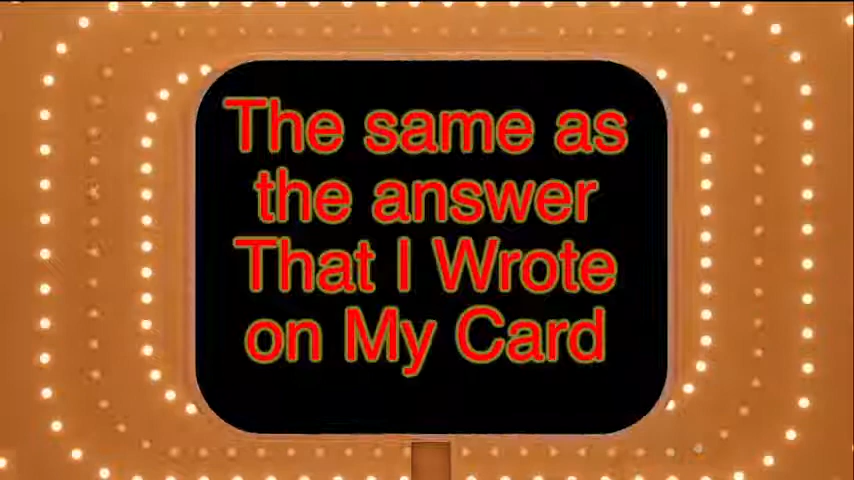 The same as
the answer
That I Wrote
on My Card